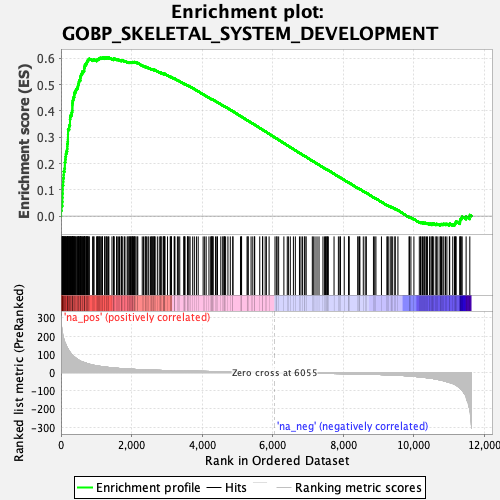 Enrichment plot:
GOBP_SKELETAL_SYSTEM_DEVELOPMENT
Enrichment score (ES)
0.6
0.5
0.4
0.3
0.2
0.1
0.0
'na_pos' (positively correlated)
Ranked list metric (PreRanked)
300
200
100
0
-100
-200
-300
Zero cross at 6055
'na_neg' (negatively correlated)
0
2,000
4,000
6,000
8,000
10,000
12,000
Rank in Ordered Dataset
Enrichment profile
Hits
Ranking metric scores